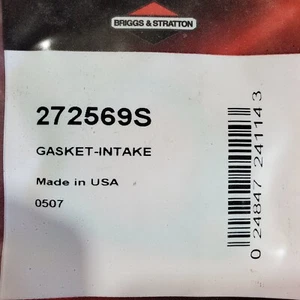 BRIGGS & STRATTON
272569S
GASKET-INTAKE
Made in USA
0507
0 24847 24114 3